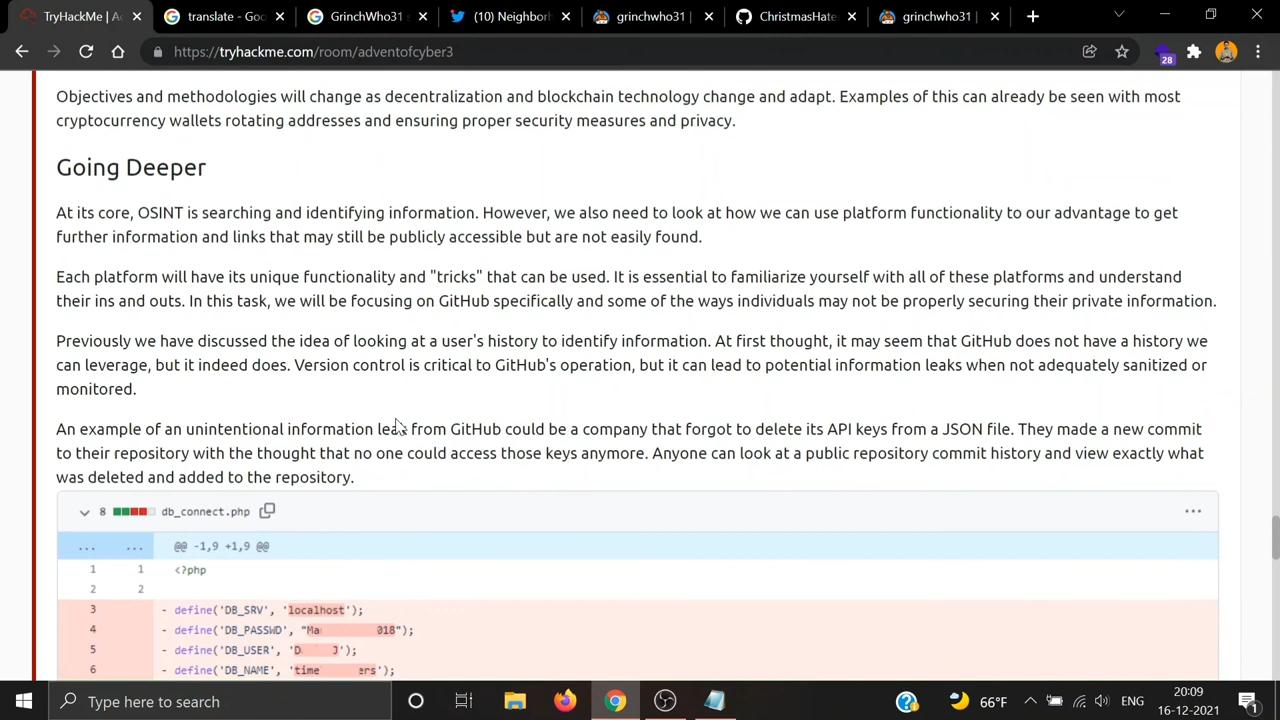 TryHackMe | A
translate - Goo
GrinchWho31 s
(10) Neighborh
grinchwho31 |
ChristmasHate
grinchwho31 |
https://tryhackme.com/room/adventofcyber3
28
Objectives and methodologies will change as decentralization and blockchain technology change and adapt. Examples of this can already be seen with most
cryptocurrency wallets rotating addresses and ensuring proper security measures and privacy.
Going Deeper
At its core, OSINT is searching and identifying information. However, we also need to look at how we can use platform functionality to our advantage to get
further information and links that may still be publicly accessible but are not easily found.
Each platform will have its unique functionality and "tricks" that can be used. It is essential to familiarize yourself with all of these platforms and understand
their ins and outs. In this task, we will be focusing on GitHub specifically and some of the ways individuals may not be properly securing their private information.
Previously we have discussed the idea of looking at a user's history to identify information. At first thought, it may seem that GitHub does not have a history we
can leverage, but it indeed does. Version control is critical to GitHub's operation, but it can lead to potential information leaks when not adequately sanitized or
monitored.
An example of an unintentional information leak from GitHub could be a company that forgot to delete its API keys from a JSON file. They made a new commit
to their repository with the thought that no one could access those keys anymore. Anyone can look at a public repository commit history and view exactly what
was deleted and added to the repository.
8 db_connect.php
... ... @@ -1,9 +1,9 @@
1 1 <?php
2 2
3 - define('DB_SRV', 'localhost');
4 - define('DB_PASSWD', "Ma 018");
5 - define('DB_USER', 'D J');
6 - define('DB_NAME', 'time ers');
Type here to search
66°F
ENG
20:09
16-12-2021
1